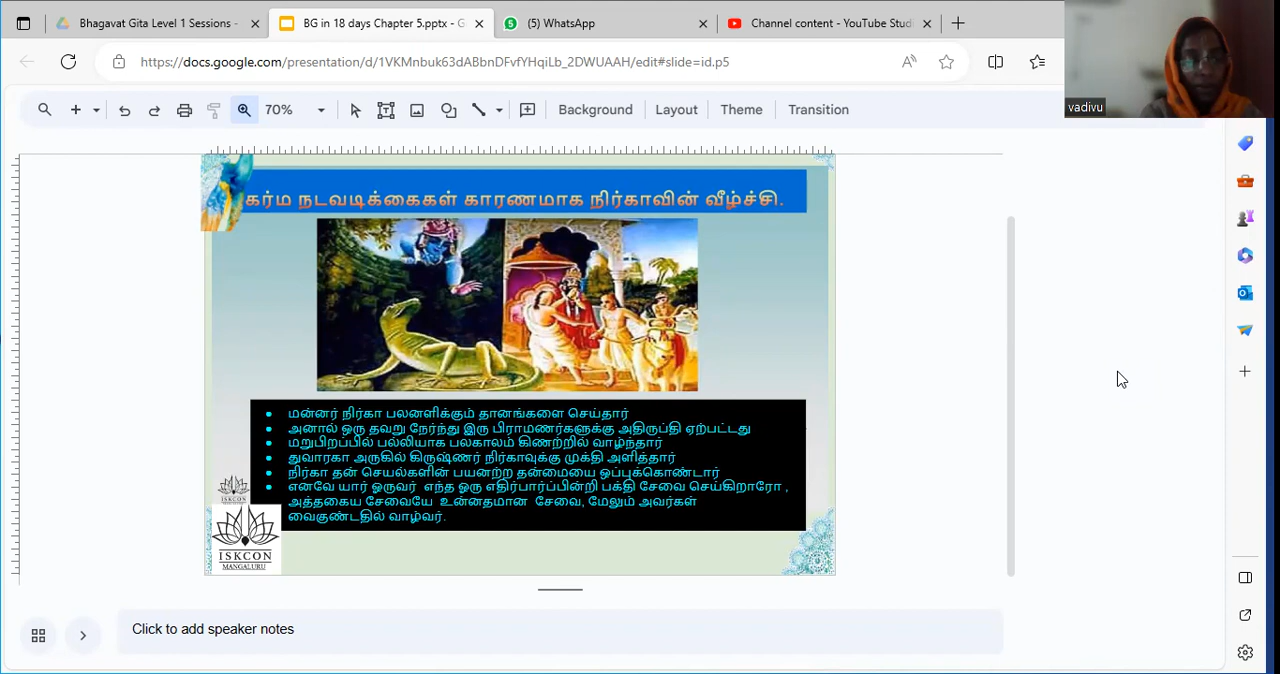 Bhagavat Gita Level 1 Sessions -
BG in 18 days Chapter 5.pptx - G
(5) WhatsApp
Channel content - YouTube Stud
https://docs.google.com/presentation/d/1VKMnbuk63dABbnDFvfYHqiLb_2DWUAAH/edit#slide=id.p5
vadivu
70%
Background
Layout
Theme
Transition
கர்ம நடவடிக்கைகள் காரணமாக நிர்காவின் வீழ்ச்சி.
மன்னர் நிர்கா பலனளிக்கும் தானங்களை செய்தார்
அனால் ஒரு தவறு நேர்ந்து இரு பிராமணர்களுக்கு அதிருப்தி ஏற்பட்டது
மறுபிறப்பில் பல்லியாக பலகாலம் கிணற்றில் வாழ்ந்தார்
துவாரகா அருகில் கிருஷ்ணர் நிர்காவுக்கு முக்தி அளித்தார்
நிர்கா தன் செயல்களின் பயனற்ற தன்மையை ஒப்புக்கொண்டார்
எனவே யார் ஒருவர் எந்த ஒரு எதிர்பார்ப்பின்றி பக்தி சேவை செய்கிறாரோ ,
அத்தகைய சேவையே உன்னதமான சேவை, மேலும் அவர்கள்
வைகுண்டதில் வாழ்வர்.
ISKCON
ISKCON
MANGALURU
Click to add speaker notes